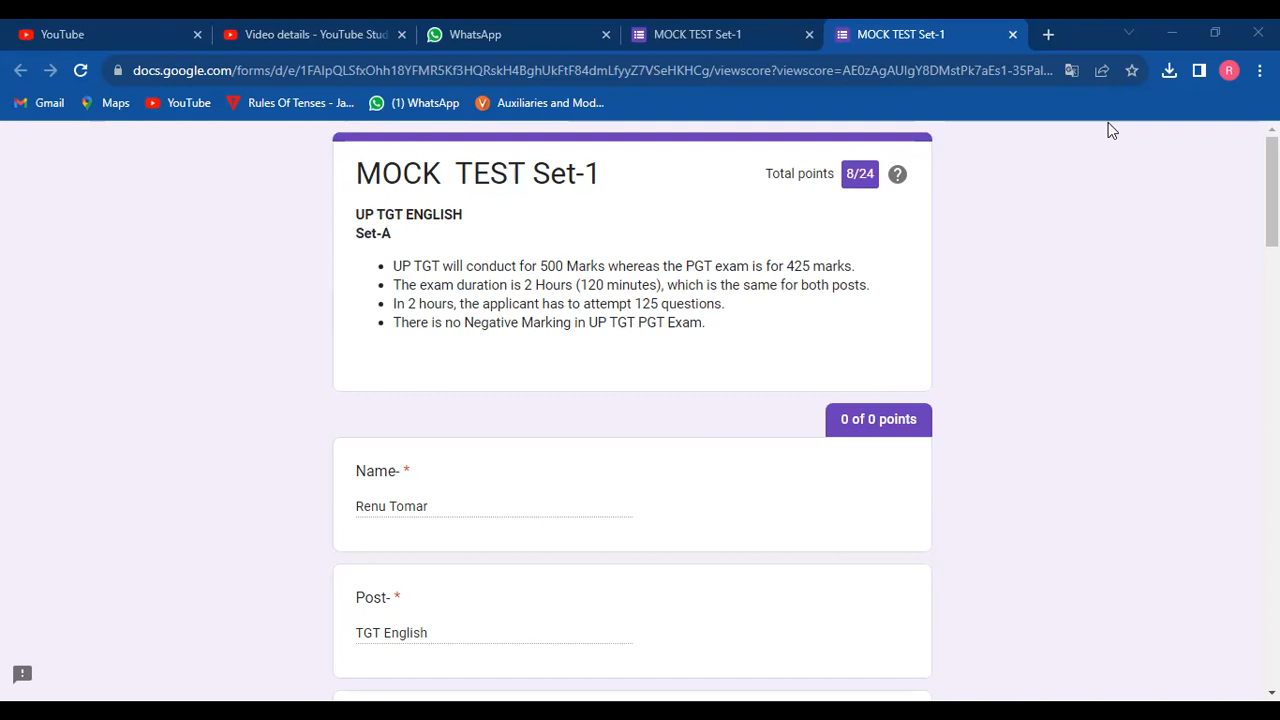 YouTube
Video details - YouTube Stud
WhatsApp
MOCK TEST Set-1
MOCK TEST Set-1
docs.google.com/forms/d/e/1FAIpQLSfxOhh18YFMR5Kf3HQRskH4BghUkFtF84dmLfyyZ7VSeHKHCg/viewscore?viewscore=AE0zAgAUIgY8DMstPk7aEs1-35Pal...
R
Gmail
Maps
YouTube
Rules Of Tenses - Ja...
(1) WhatsApp
Auxiliaries and Mod...
MOCK TEST Set-1
Total points 8/24
UP TGT ENGLISH
Set-A
UP TGT will conduct for 500 Marks whereas the PGT exam is for 425 marks.
The exam duration is 2 Hours (120 minutes), which is the same for both posts.
In 2 hours, the applicant has to attempt 125 questions.
There is no Negative Marking in UP TGT PGT Exam.
0 of 0 points
Name- *
Renu Tomar
Post- *
TGT English